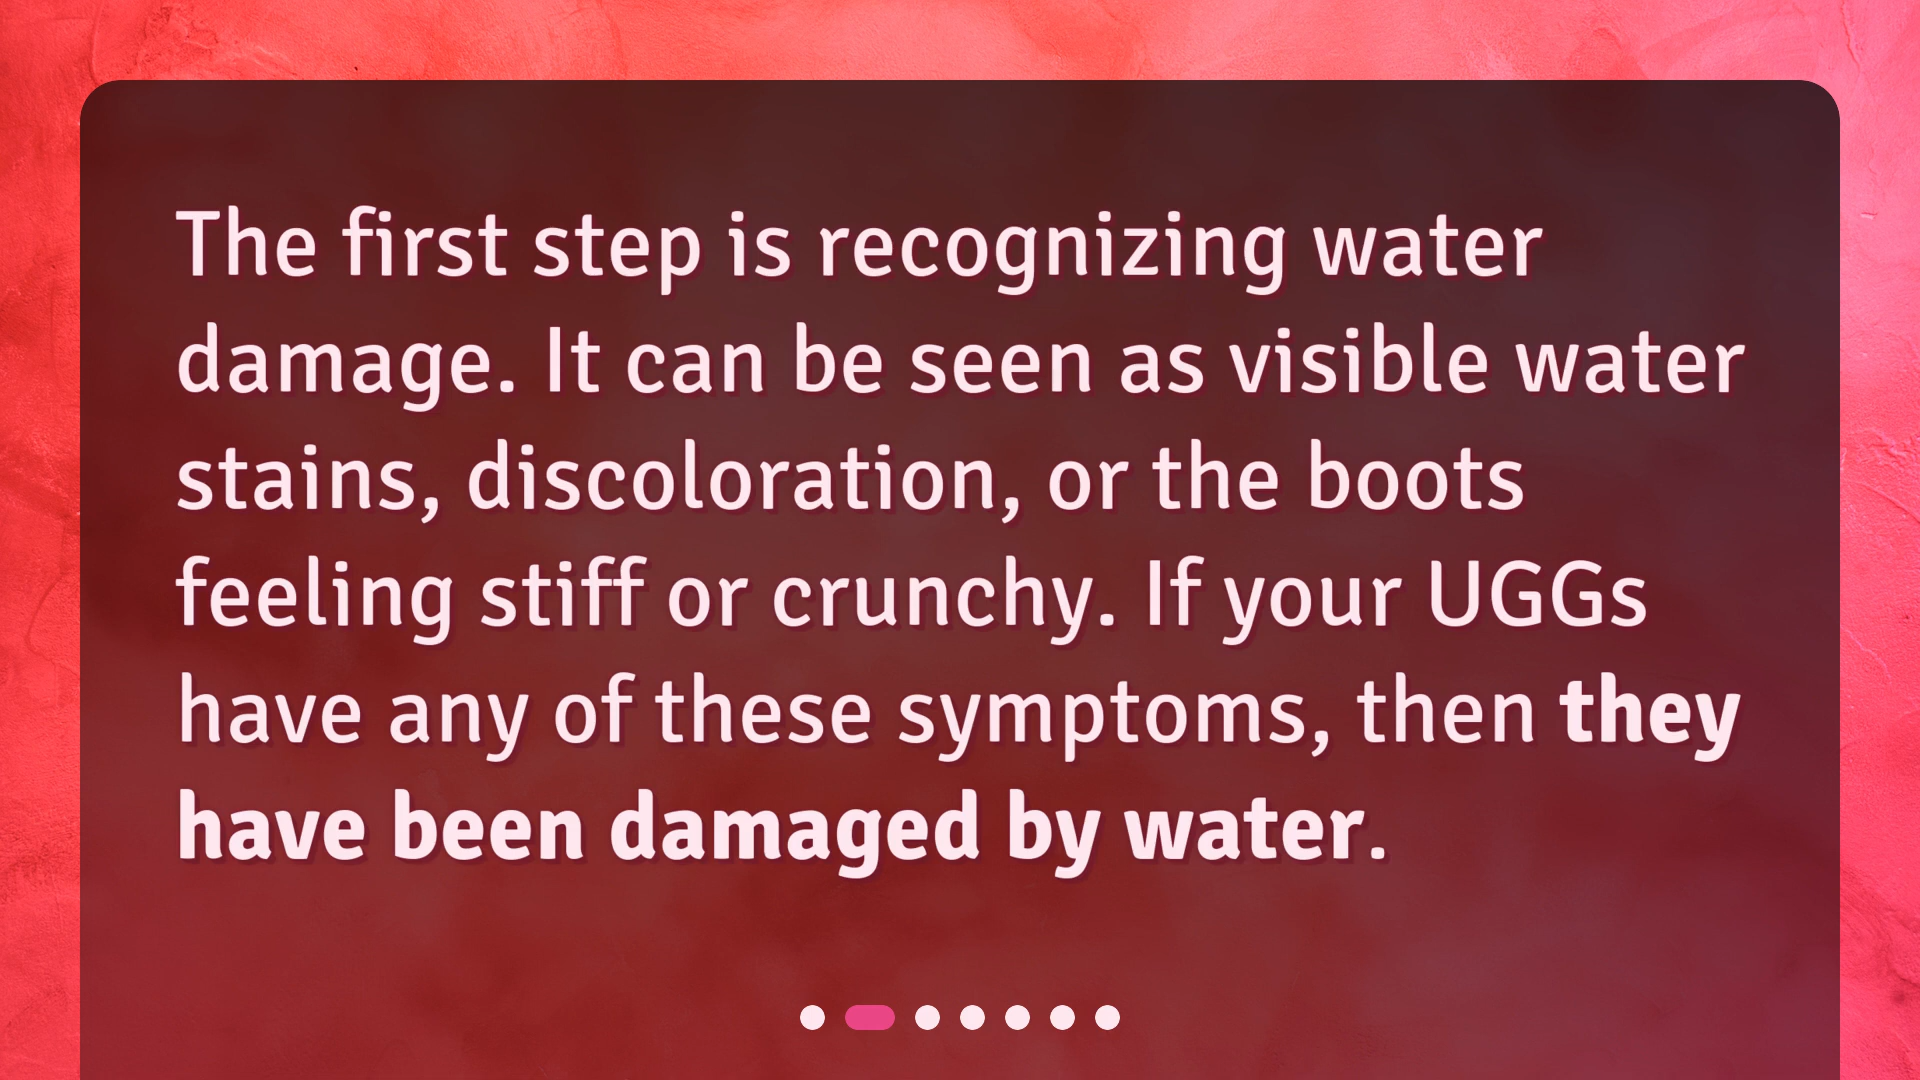 The first step is recognizing water
damage. It can be seen as visible water
stains, discoloration, or the boots
feeling stiff or crunchy. If your UGGs
have any of these symptoms, then they
have been damaged by water.